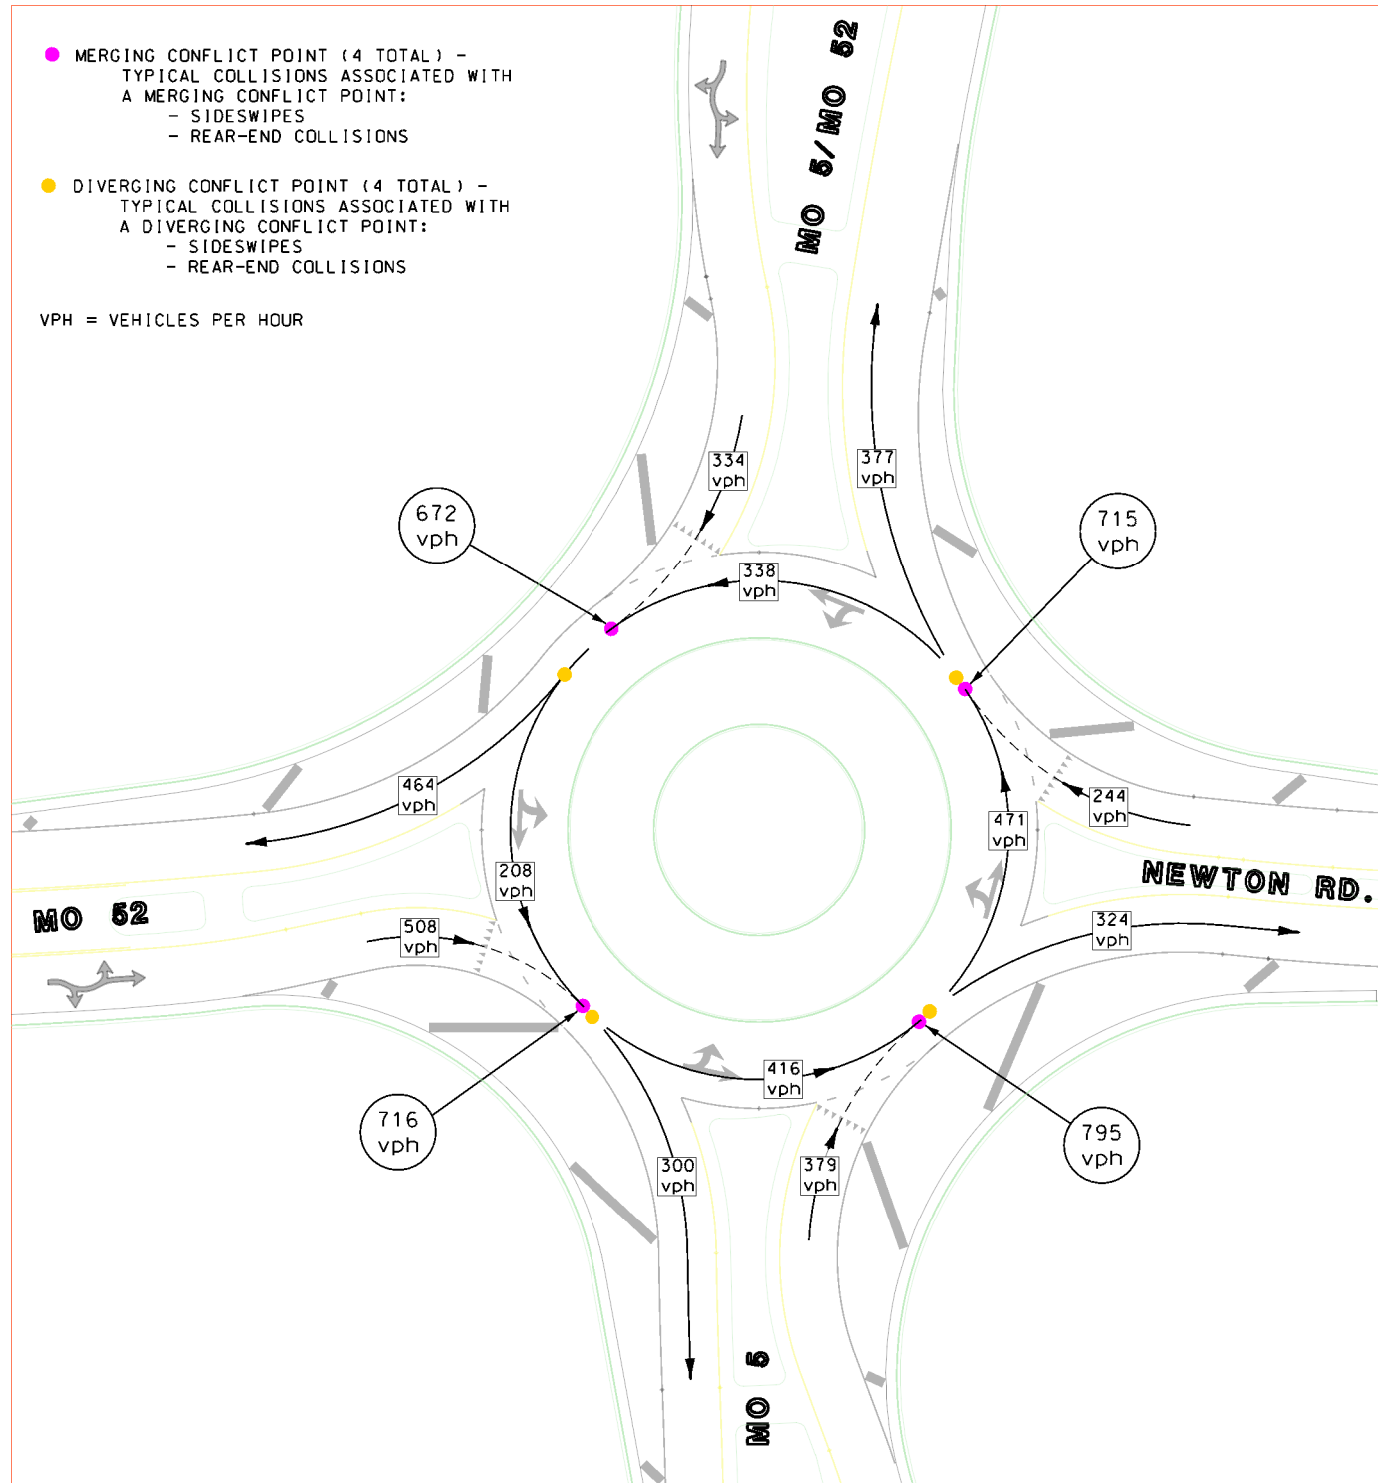 MERGING CONFLICT POINT (4 TOTAL) -
TYPICAL COLLISIONS ASSOCIATED WITH
A MERGING CONFLICT POINT:
- SIDESWIPES
- REAR-END COLLISIONS
DIVERGING CONFLICT POINT (4 TOTAL) -
TYPICAL COLLISIONS ASSOCIATED WITH
A DIVERGING CONFLICT POINT:
- SIDESWIPES
- REAR-END COLLISIONS
VPH = VEHICLES PER HOUR
MO 5/MO 52
334
vph
377
vph
672
vph
715
vph
338
vph
464
vph
244
vph
471
vph
208
vph
NEWTON RD.
MO 52
508
vph
324
vph
416
vph
716
vph
795
vph
300
vph
379
vph
MO 5